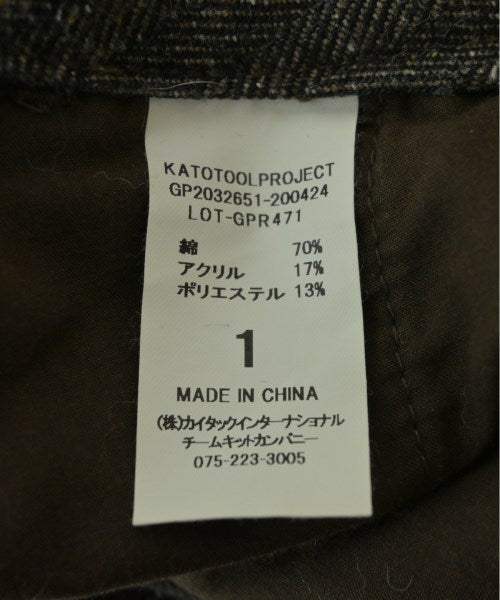 KATOTOOLPROJECT
GP2032651-200424
LOT-GPR471
綿 70%
アクリル 17%
ポリエステル 13%
1
MADE IN CHINA
(株)カイタックインターナショナル
チームキットカンパニー
075-223-3005